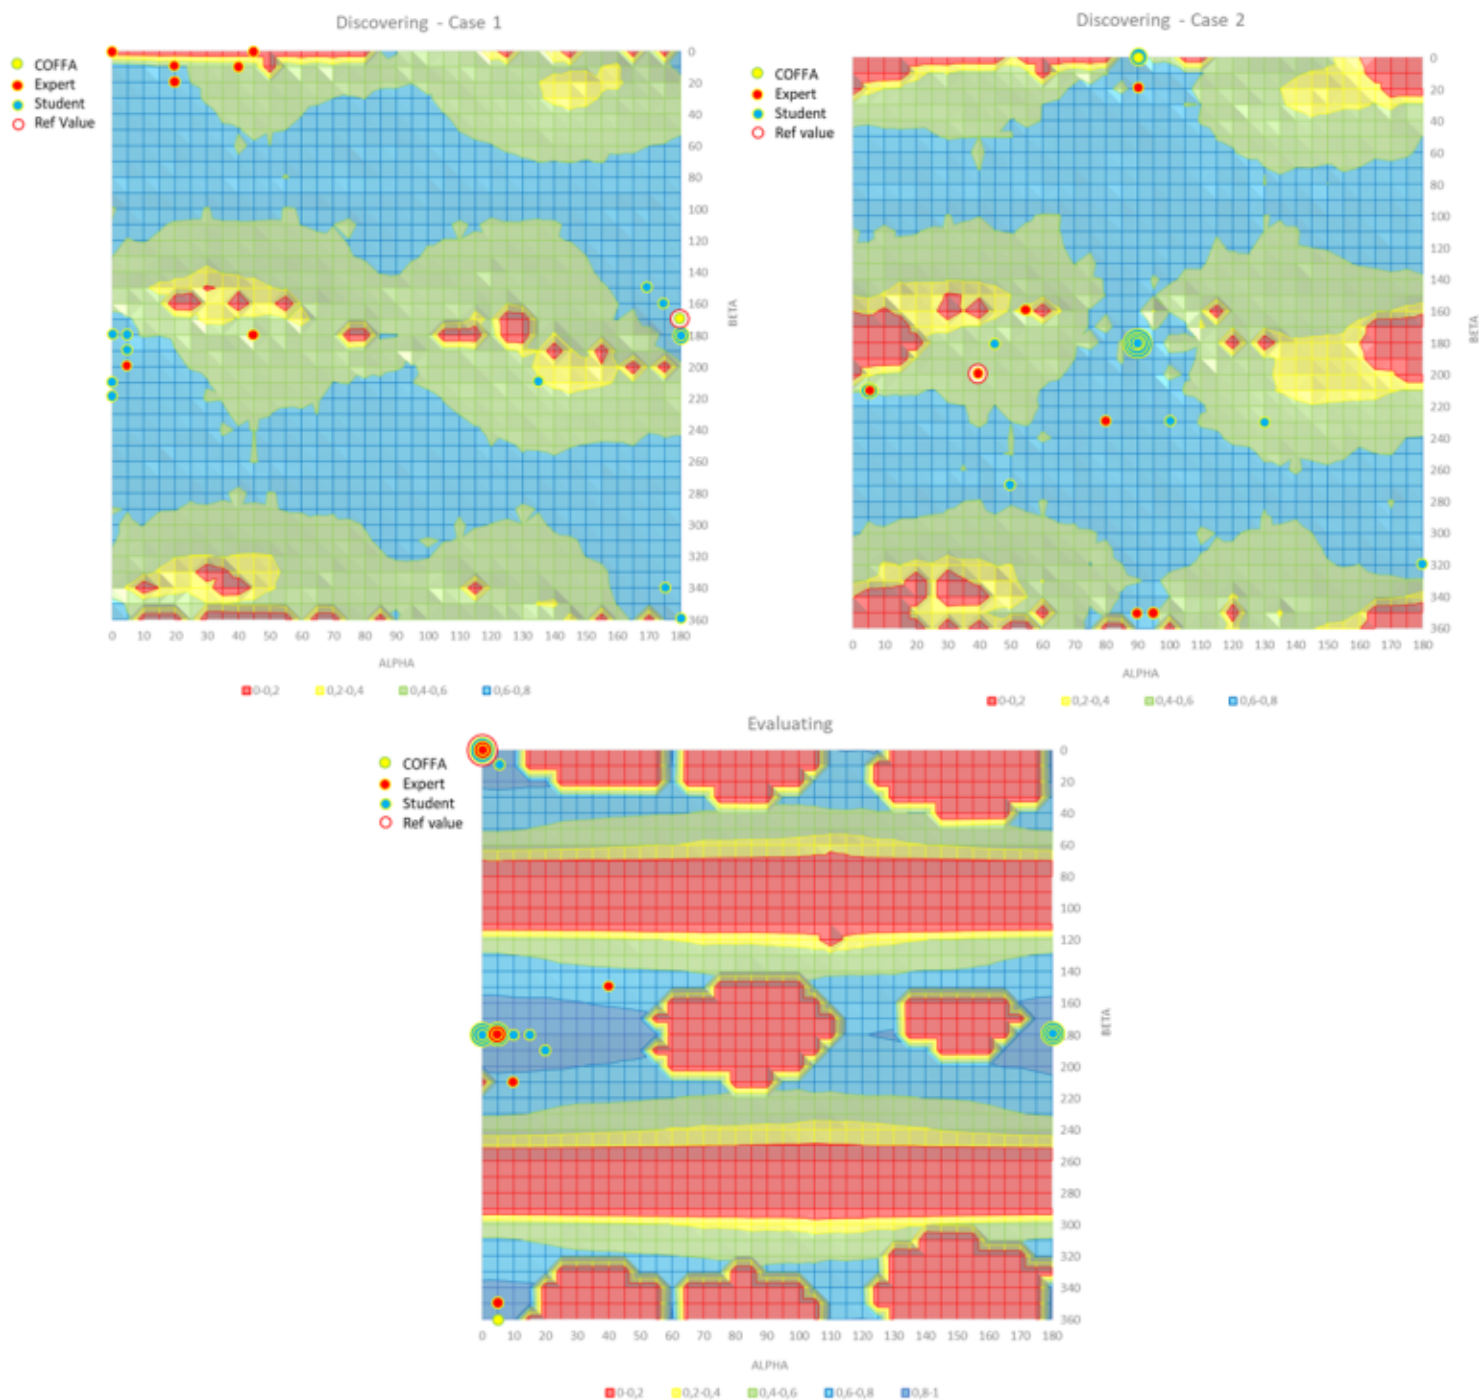 Discovering - Case 1
COFFA
Expert
Student
Ref Value
0
20
40
60
80
100
120
140
160
180
200
220
240
260
280
300
320
340
360
BETA
0 10 20 30 40 50 60 70 80 90 100 110 120 130 140 150 160 170 180
ALPHA
0-0,2 0,2-0,4 0,4-0,6 0,6-0,8
Discovering - Case 2
COFFA
Expert
Student
Ref value
0
20
40
60
80
100
120
140
160
180
200
220
240
260
280
300
320
340
360
BETA
0 10 20 30 40 50 60 70 80 90 100 110 120 130 140 150 160 170 180
ALPHA
0-0,2 0,2-0,4 0,4-0,6 0,6-0,8
Evaluating
COFFA
Expert
Student
Ref value
0
20
40
60
80
100
120
140
160
180
200
220
240
260
280
300
320
340
360
BETA
0 10 20 30 40 50 60 70 80 90 100 110 120 130 140 150 160 170 180
ALPHA
0-0,2 0,2-0,4 0,4-0,6 0,6-0,8 0,8-1